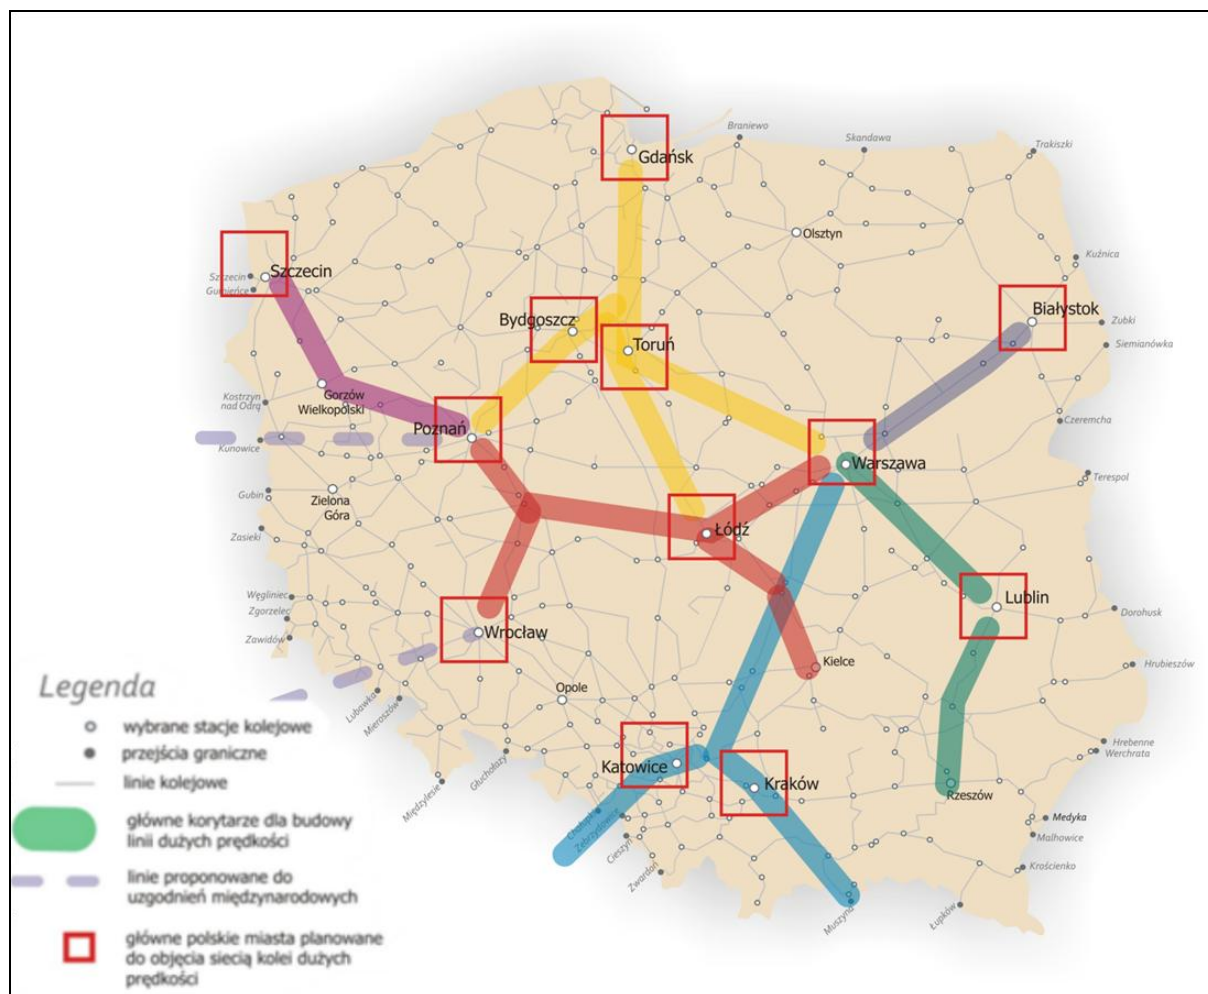 Braniewo
Skandawa
Trakiszki
Gdańsk
Olsztyn
Kuźnica
Szczecin
Szczecin
Gumieńce
Białystok
Bydgoszcz
Zubki
Toruń
Siemianówka
Gorzów
Wielkopolski
Kostrzyn
nad Odrą
Poznań
Czeremcha
Kunowice
Warszawa
Terespol
Gubin
Zielona
Góra
Zasieki
Łódź
Węgliniec
Zgorzelec
Zawidów
Lublin
Dorohusk
Wrocław
Kielce
Hrubieszów
Opole
Lubawka
Mieroszów
Głuchołazy
Międzylesie
Hrebenne
Werchrata
Katowice
Kraków
Rzeszów
Chałupki
Zebrzydowice
Cieszyn
Zwardoń
Medyka
Malhowice
Krościenko
Muszyna
Łupków
Legenda
wybrane stacje kolejowe
przejścia graniczne
linie kolejowe
główne korytarze dla budowy
linii dużych prędkości
linie proponowane do
uzgodnień międzynarodowych
główne polskie miasta planowane
do objęcia siecią kolei dużych
prędkości